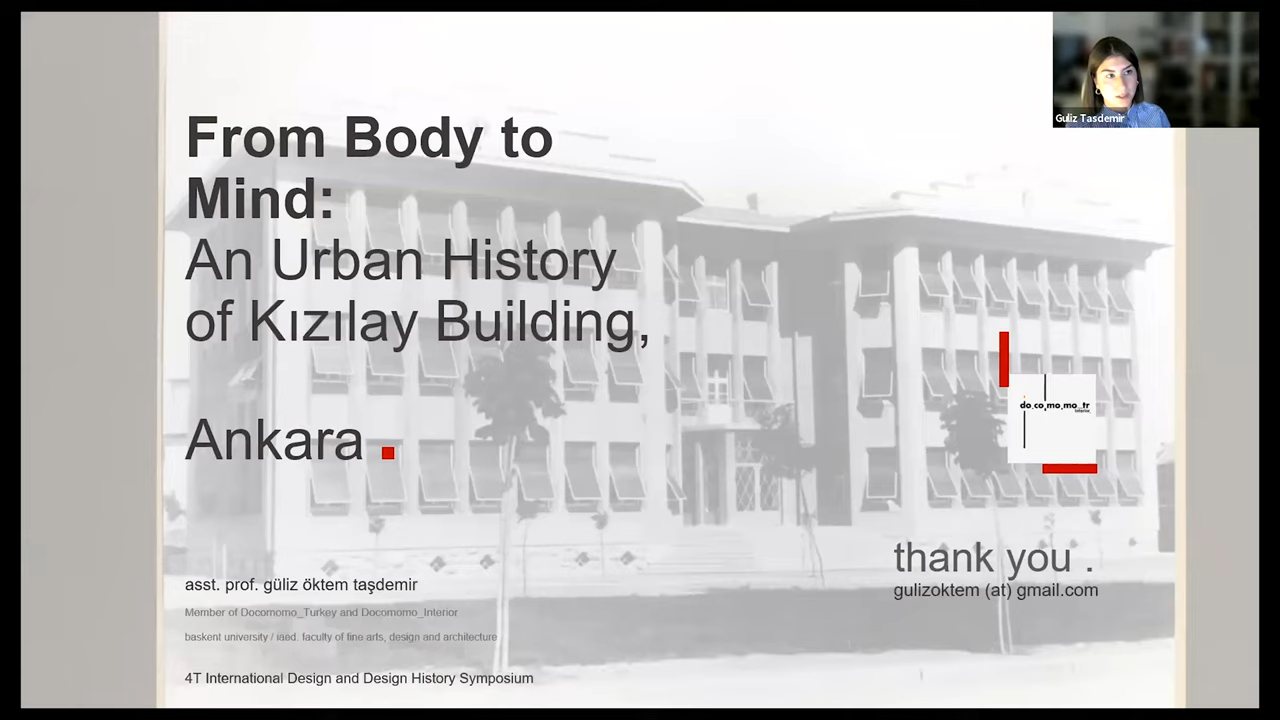 From Body to
Mind:
An Urban History
of Kızılay Building,
Ankara
asst. prof. güliz öktem taşdemir
Member of Docomomo_Turkey and Docomomo_Interior
baskent university / iaed. faculty of fine arts, design and architecture
4T International Design and Design History Symposium
Guliz Tasdemir
do_co_mo_mo_tr
interior_
thank you .
gulizoktem (at) gmail.com